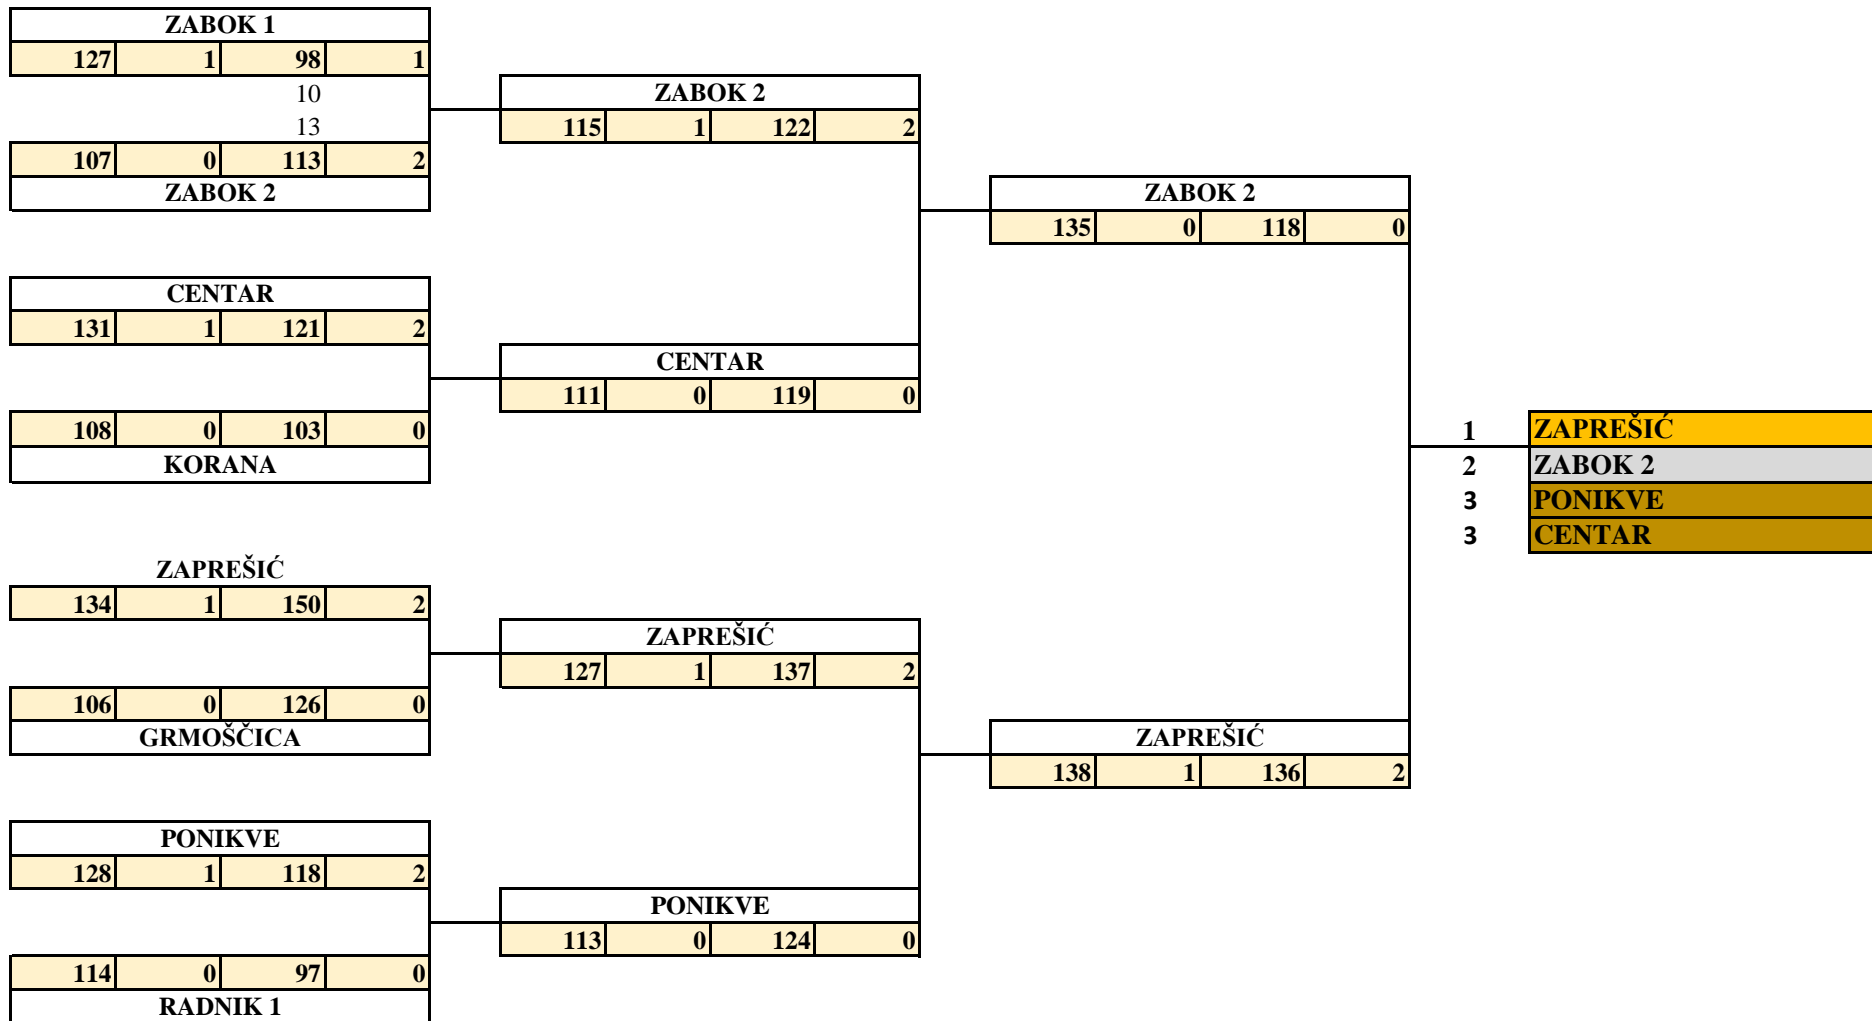 ZABOK 1
127 1 98 1
10
13
107 0 113 2
ZABOK 2
CENTAR
131 1 121 2
108 0 103 0
KORANA
ZAPREŠIĆ
134 1 150 2
106 0 126 0
GRMOŠČICA
PONIKVE
128 1 118 2
114 0 97 0
RADNIK 1
ZABOK 2
115 1 122 2
CENTAR
111 0 119 0
ZAPREŠIĆ
127 1 137 2
PONIKVE
113 0 124 0
ZABOK 2
135 0 118 0
ZAPREŠIĆ
138 1 136 2
1 ZAPREŠIĆ
2 ZABOK 2
3 PONIKVE
3 CENTAR